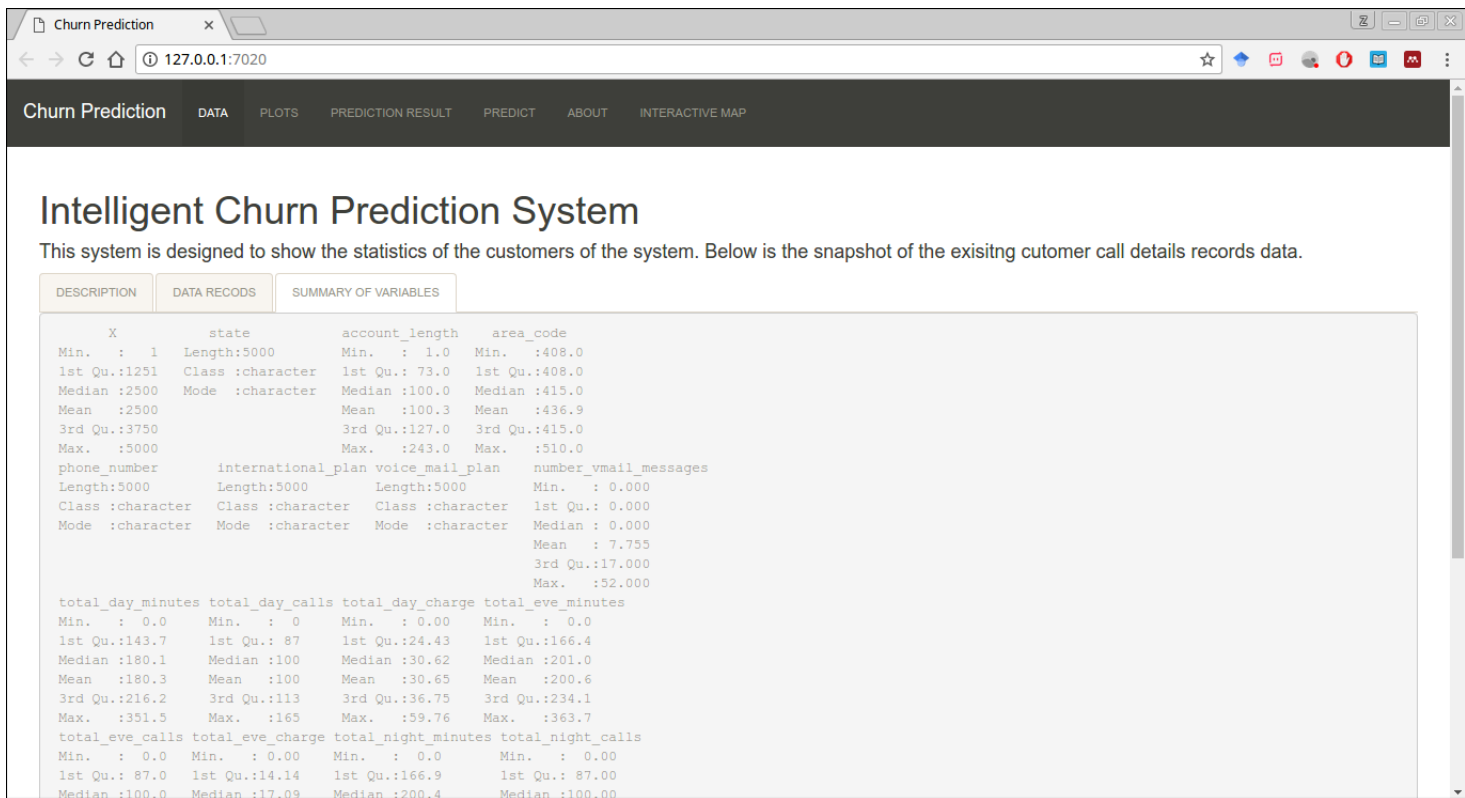 Churn Prediction
127.0.0.1:7020
Churn Prediction DATA PLOTS PREDICTION RESULT PREDICT ABOUT INTERACTIVE MAP
Intelligent Churn Prediction System
This system is designed to show the statistics of the customers of the system. Below is the snapshot of the exisitng cutomer call details records data.
DESCRIPTION DATA RECODS SUMMARY OF VARIABLES
X state account_length area_code
Min. : 1 Length:5000 Min. : 1.0 Min. :408.0
1st Qu.:1251 Class :character 1st Qu.: 73.0 1st Qu.:408.0
Median :2500 Mode :character Median :100.0 Median :415.0
Mean :2500 Mean :100.3 Mean :436.9
3rd Qu.:3750 3rd Qu.:127.0 3rd Qu.:415.0
Max. :5000 Max. :243.0 Max. :510.0
phone_number international_plan voice_mail_plan number_vmail_messages
Length:5000 Length:5000 Length:5000 Min. : 0.000
Class :character Class :character Class :character 1st Qu.: 0.000
Mode :character Mode :character Mode :character Median : 0.000
Mean : 7.755
3rd Qu.:17.000
Max. :52.000
total_day_minutes total_day_calls total_day_charge total_eve_minutes
Min. : 0.0 Min. : 0 Min. : 0.00 Min. : 0.0
1st Qu.:143.7 1st Qu.: 87 1st Qu.:24.43 1st Qu.:166.4
Median :180.1 Median :100 Median :30.62 Median :201.0
Mean :180.3 Mean :100 Mean :30.65 Mean :200.6
3rd Qu.:216.2 3rd Qu.:113 3rd Qu.:36.75 3rd Qu.:234.1
Max. :351.5 Max. :165 Max. :59.76 Max. :363.7
total_eve_calls total_eve_charge total_night_minutes total_night_calls
Min. : 0.0 Min. : 0.00 Min. : 0.0 Min. : 0.00
1st Qu.: 87.0 1st Qu.:14.14 1st Qu.:166.9 1st Qu.: 87.00
Median :100.0 Median :17.09 Median :200.4 Median :100.00